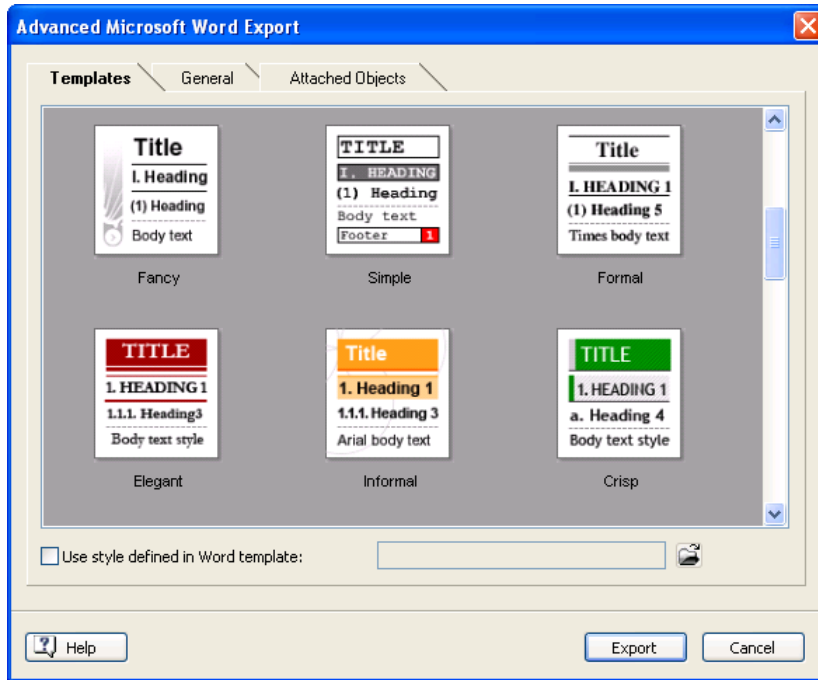 Advanced Microsoft Word Export
Templates General Attached Objects
Title
I. Heading
(1) Heading
Body text
Fancy
TITLE
I. HEADING
(1) Heading
Body text
Footer 1
Simple
Title
I. HEADING 1
(1) Heading 5
Times body text
Formal
TITLE
1. HEADING 1
1.1.1. Heading3
Body text style
Elegant
Title
1. Heading 1
1.1.1. Heading 3
Arial body text
Informal
TITLE
1. HEADING 1
a. Heading 4
Body text style
Crisp
Use style defined in Word template:
Help Export Cancel